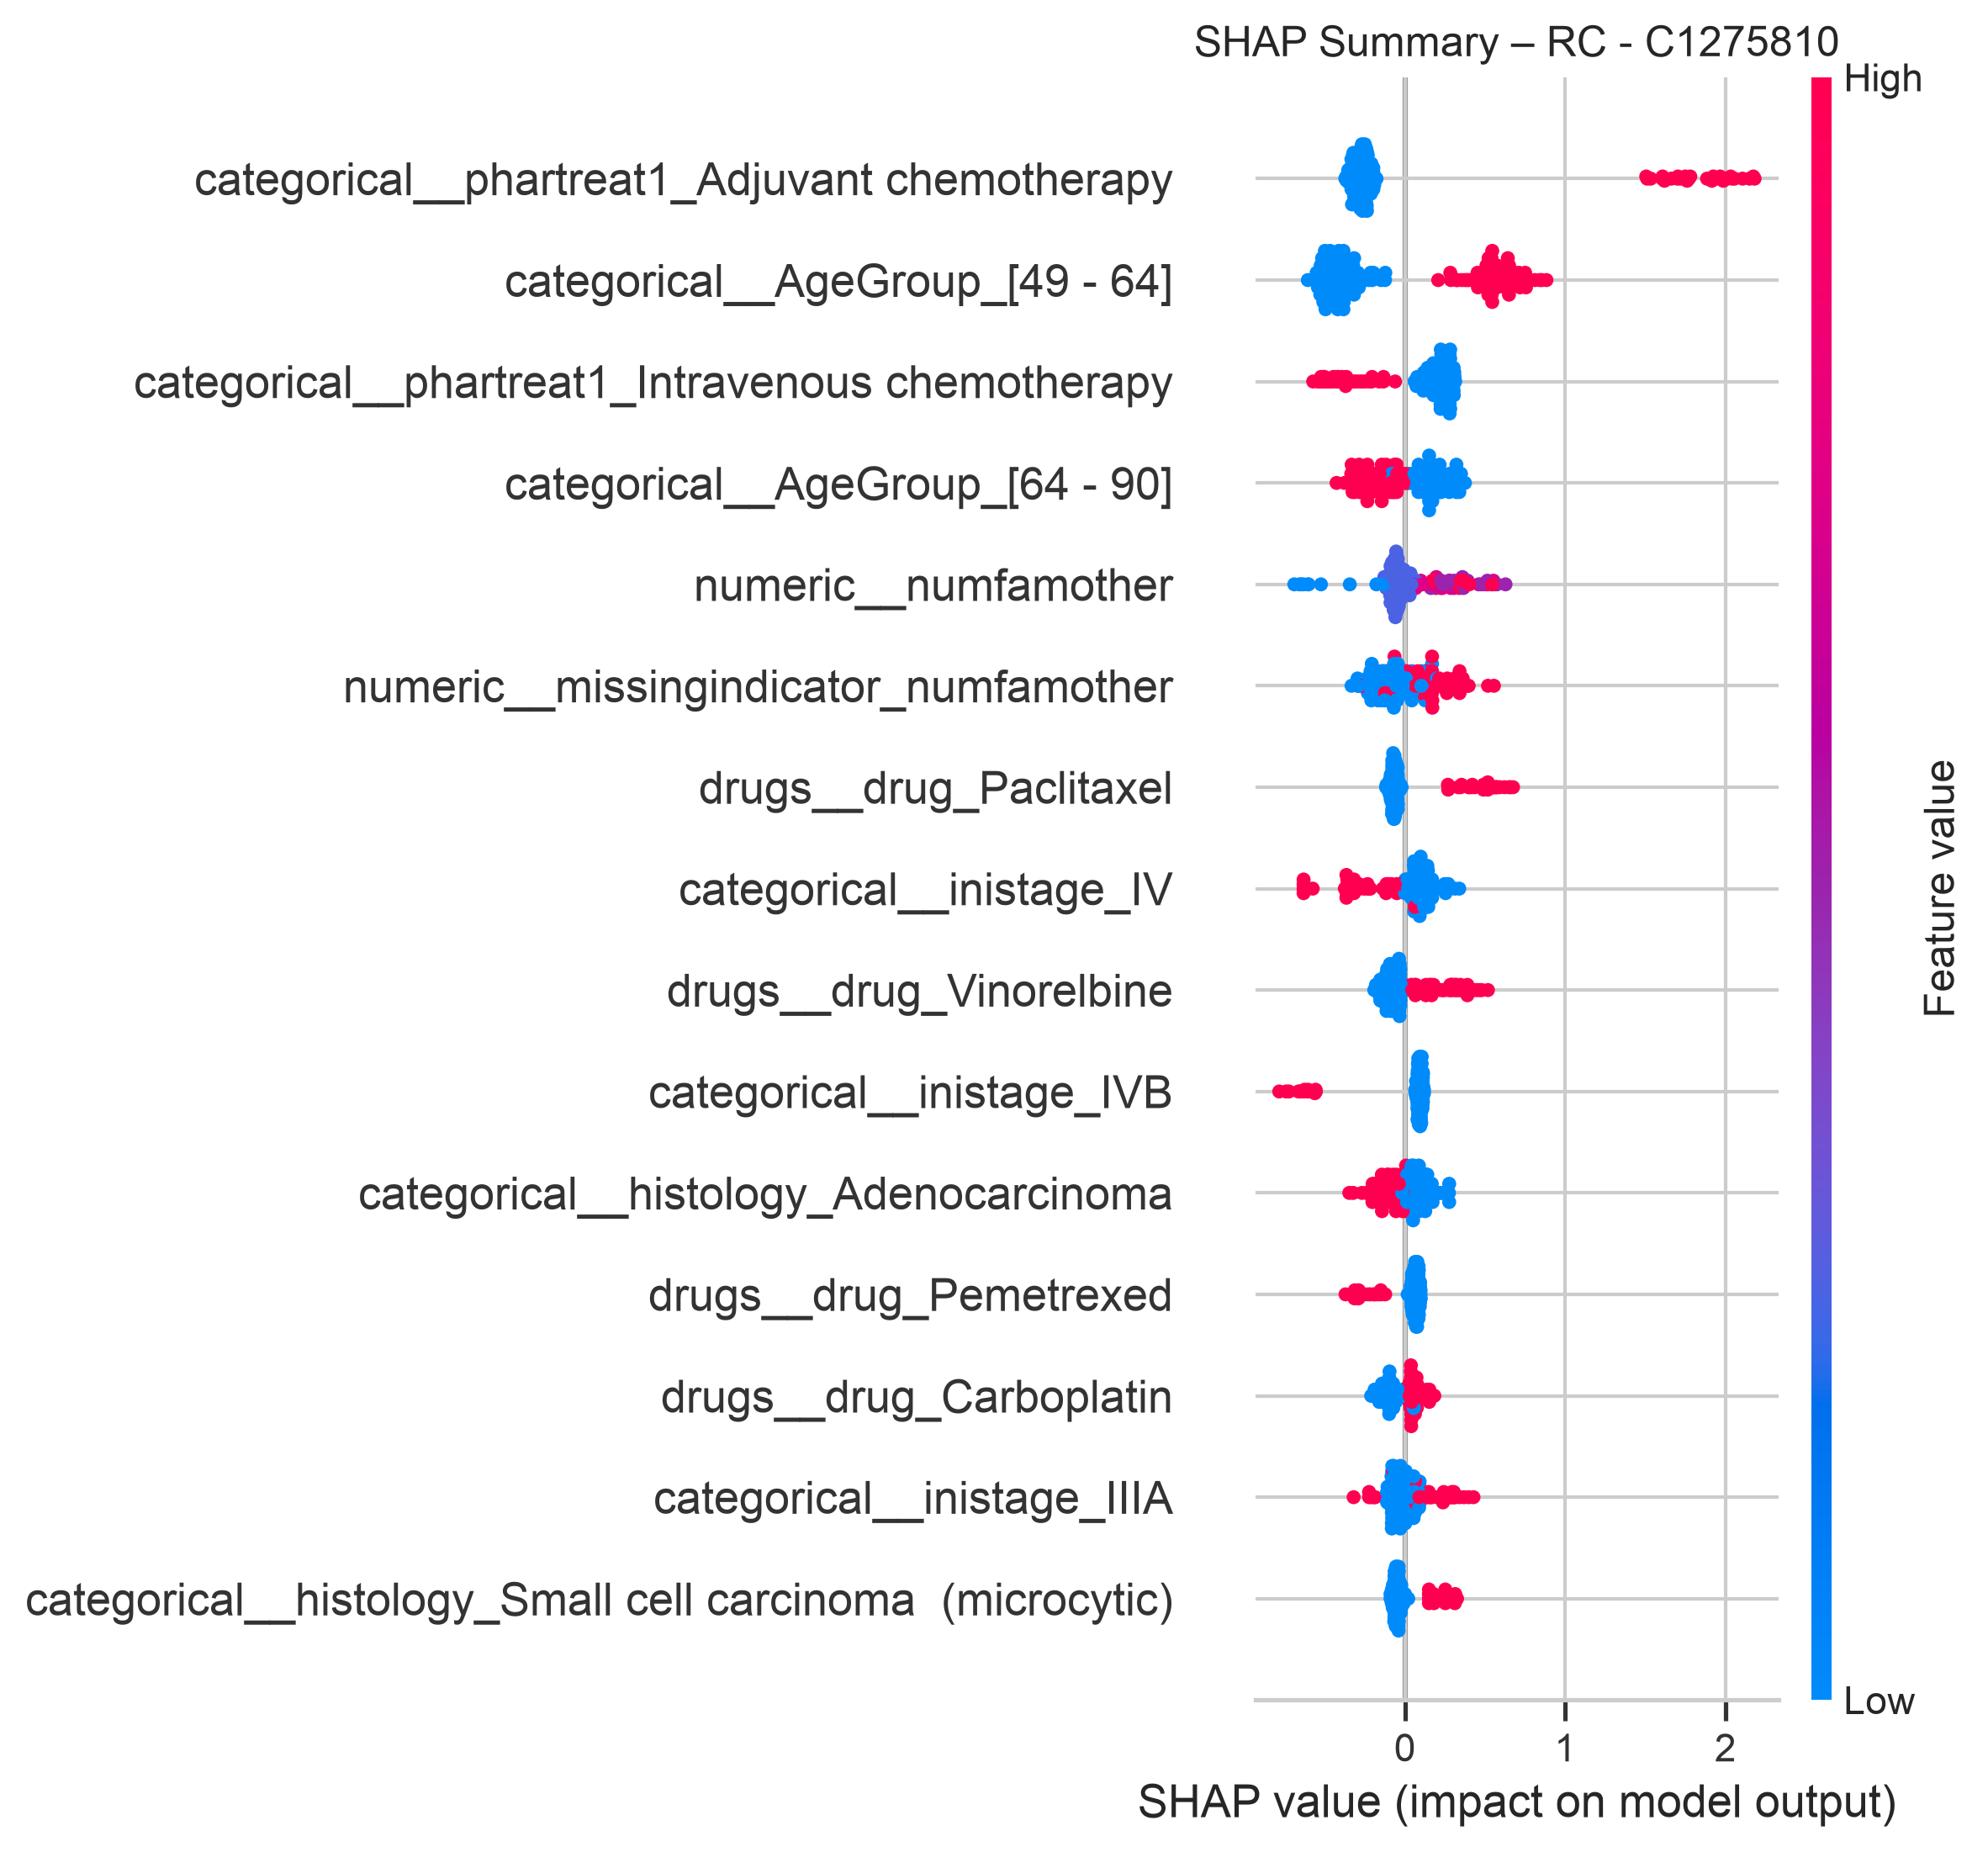 SHAP Summary – RC - C1275810
High
categorical__phartreat1_Adjuvant chemotherapy
categorical__AgeGroup_[49 - 64]
categorical__phartreat1_Intravenous chemotherapy
categorical__AgeGroup_[64 - 90]
numeric__numfamother
numeric__missingindicator_numfamother
drugs__drug_Paclitaxel
categorical__inistage_IV
drugs__drug_Vinorelbine
categorical__inistage_IVB
categorical__histology_Adenocarcinoma
drugs__drug_Pemetrexed
drugs__drug_Carboplatin
categorical__inistage_IIIA
categorical__histology_Small cell carcinoma  (microcytic)
Feature value
Low
0 1 2
SHAP value (impact on model output)